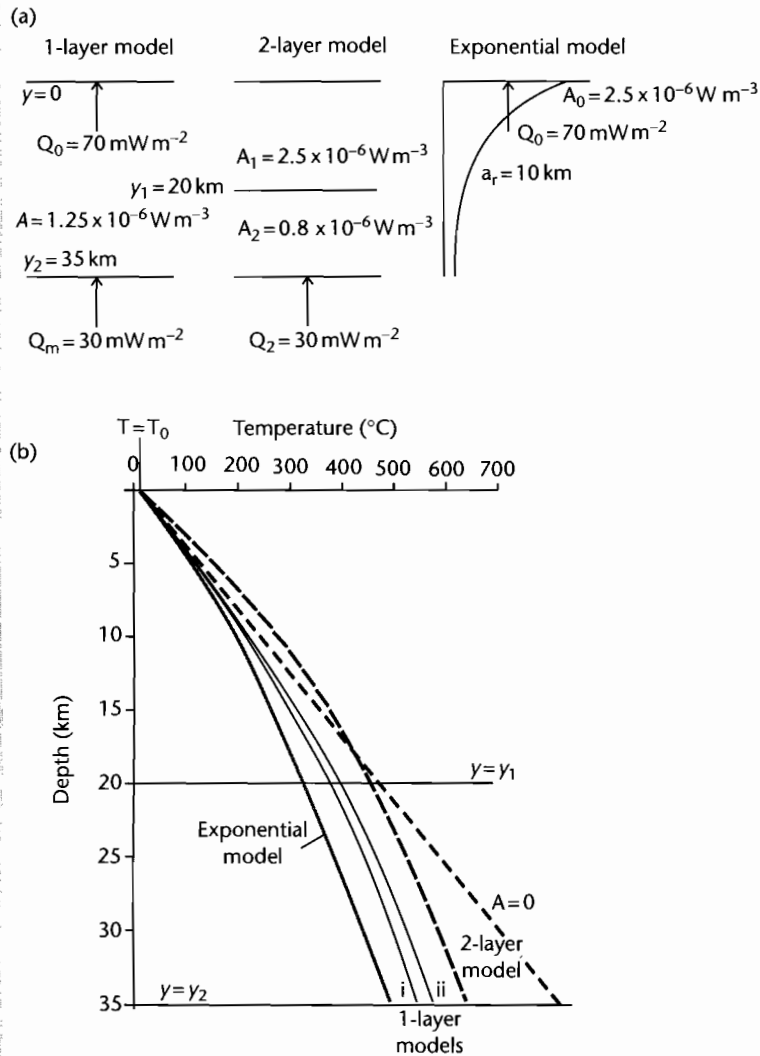 (a)
1-layer model
2-layer model
Exponential model
y=0
Q₀=70 mW m⁻²
A=1.25 x 10⁻⁶ W m⁻³
y₂=35 km
Qₘ=30 mW m⁻²
A₁=2.5 x 10⁻⁶ W m⁻³
y₁=20 km
A₂=0.8 x 10⁻⁶ W m⁻³
Q₂=30 mW m⁻²
A₀=2.5 x 10⁻⁶ W m⁻³
Q₀=70 mW m⁻²
aᵣ=10 km
(b)
T=T₀
Temperature (°C)
0 100 200 300 400 500 600 700
Depth (km)
5
10
15
20
25
30
35
y=y₁
Exponential
model
A=0
2-layer
model
y=y₂
i
ii
1-layer
models